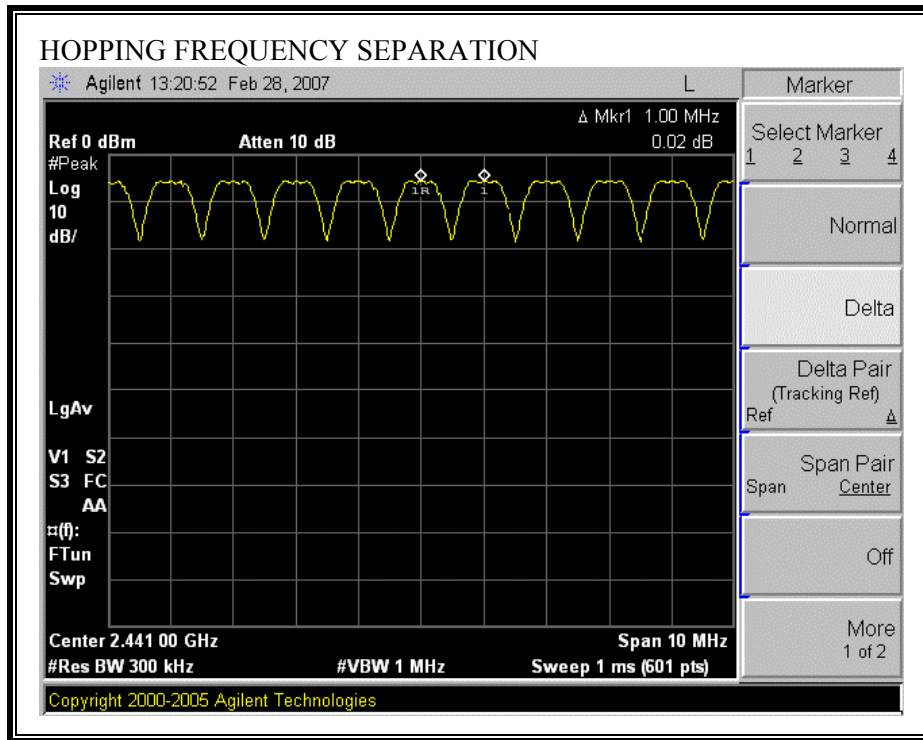 HOPPING FREQUENCY SEPARATION
Agilent 13:20:52 Feb 28, 2007 L
Δ Mkr1 1.00 MHz
Ref 0 dBm Atten 10 dB 0.02 dB
#Peak
Log
10
dB/
1R 1
LgAv
V1 S2
S3 FC
AA
¤(f):
FTun
Swp
Center 2.441 00 GHz Span 10 MHz
#Res BW 300 kHz #VBW 1 MHz Sweep 1 ms (601 pts)
Copyright 2000-2005 Agilent Technologies
Marker
Select Marker
1 2 3 4
Normal
Delta
Delta Pair
(Tracking Ref)
Ref Δ
Span Pair
Span Center
Off
More
1 of 2